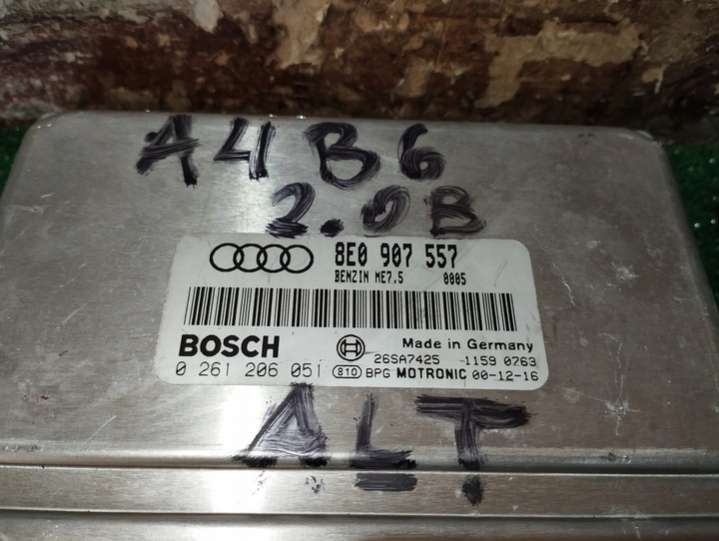 A4 B6
2.0B
8E0 907 557
BENZIN ME7.5 0005
BOSCH Made in Germany
26SA7425 1159 0763
0 261 206 051 810 BPG MOTRONIC 00-12-16
ALT